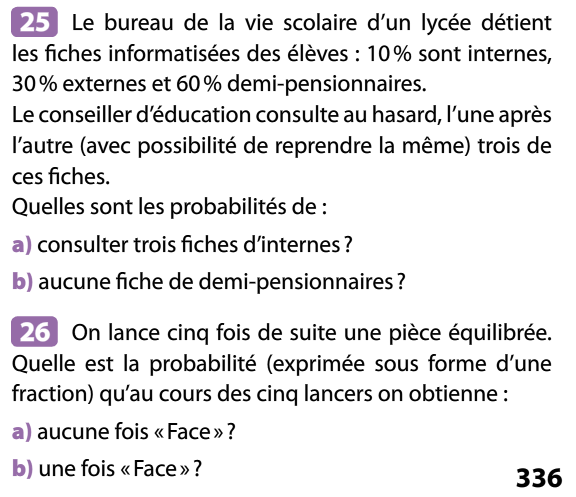 25 Le bureau de la vie scolaire d’un lycée détient
les fiches informatisées des élèves : 10 % sont internes,
30 % externes et 60 % demi-pensionnaires.
Le conseiller d’éducation consulte au hasard, l’une après
l’autre (avec possibilité de reprendre la même) trois de
ces fiches.
Quelles sont les probabilités de :
a) consulter trois fiches d’internes ?
b) aucune fiche de demi-pensionnaires ?
26 On lance cinq fois de suite une pièce équilibrée.
Quelle est la probabilité (exprimée sous forme d’une
fraction) qu’au cours des cinq lancers on obtienne :
a) aucune fois « Face » ?
b) une fois « Face » ?
336